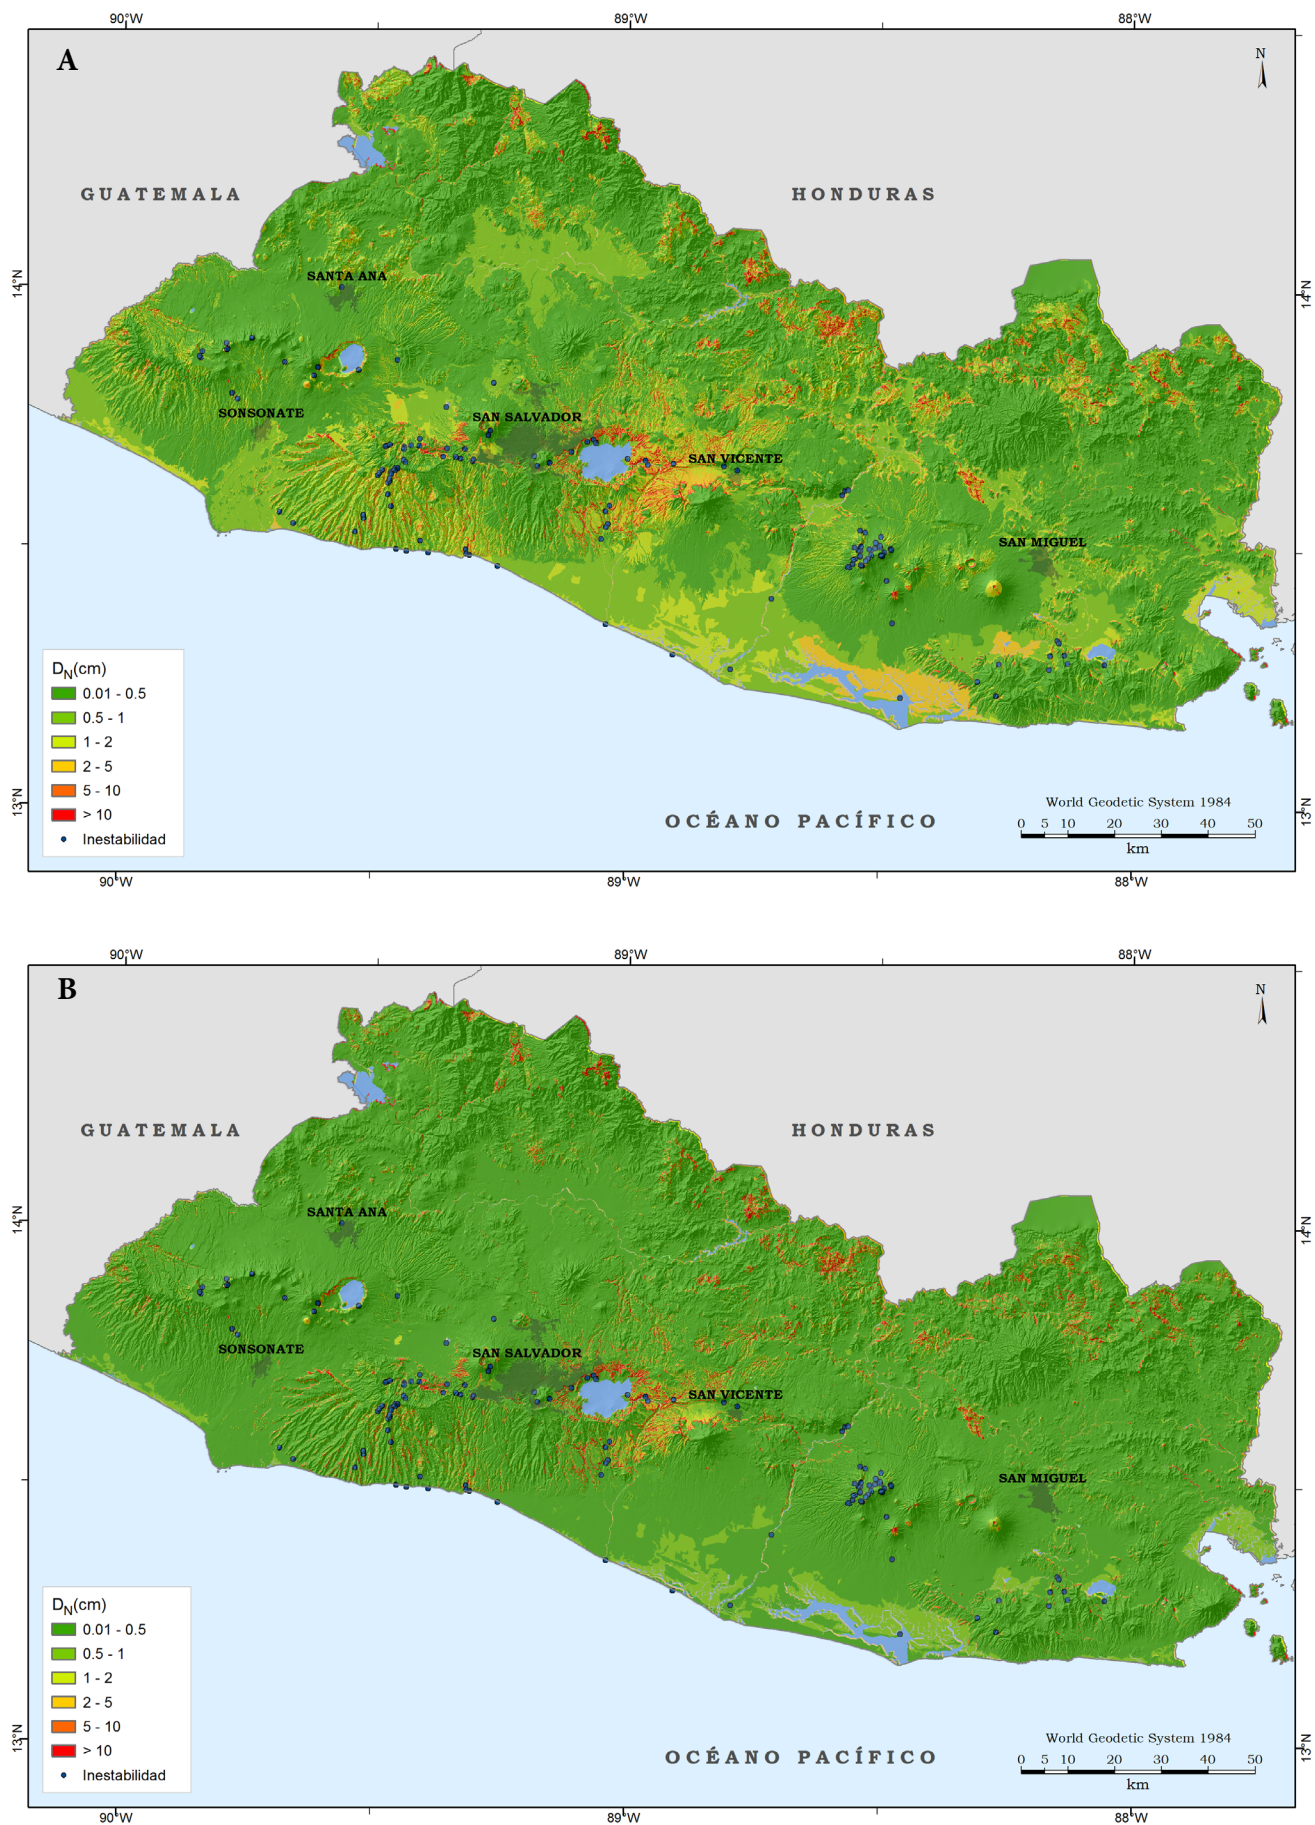 90°W 89°W 88°W
A
N
GUATEMALA
HONDURAS
14°N
14°N
SANTA ANA
SONSONATE
SAN SALVADOR
SAN VICENTE
SAN MIGUEL
D_N(cm)
0.01 - 0.5
0.5 - 1
1 - 2
2 - 5
5 - 10
> 10
Inestabilidad
13°N
13°N
World Geodetic System 1984
0 5 10 20 30 40 50
km
OCÉANO PACÍFICO
90°W 89°W 88°W
90°W 89°W 88°W
B
N
GUATEMALA
HONDURAS
14°N
14°N
SANTA ANA
SONSONATE
SAN SALVADOR
SAN VICENTE
SAN MIGUEL
D_N(cm)
0.01 - 0.5
0.5 - 1
1 - 2
2 - 5
5 - 10
> 10
Inestabilidad
13°N
13°N
World Geodetic System 1984
0 5 10 20 30 40 50
km
OCÉANO PACÍFICO
90°W 89°W 88°W